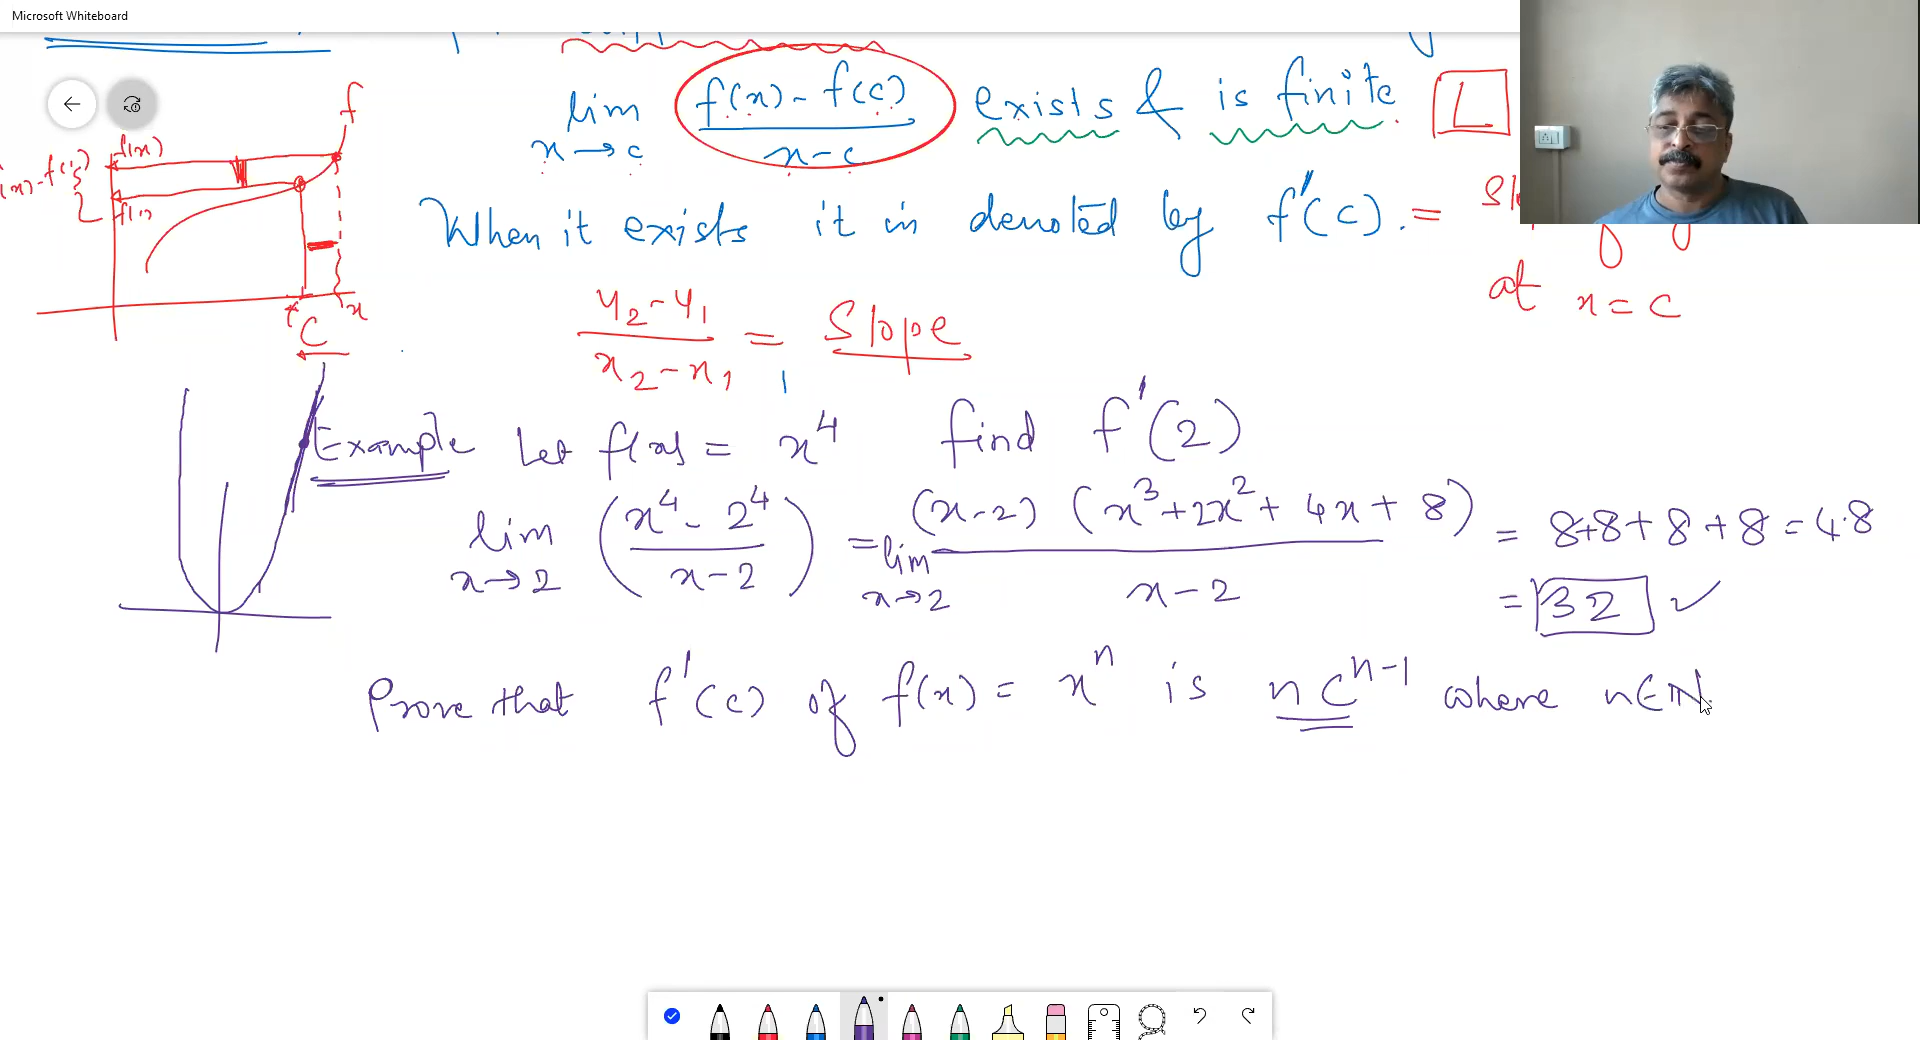 Microsoft Whiteboard
lim x→c (f(x) - f(c))/(x - c) exists & is finite. L
f
f(x)
f(c)
c x
When it exists it in denoted by f'(c). =
at x = c
(y2 - y1)/(x2 - x1) = Slope
Example Let f(x) = x^4 find f'(2)
lim x→2 ((x^4 - 2^4)/(x-2)) = lim x→2 (x-2)(x^3+2x^2+4x+8)/(x-2) = 8+8+8+8 = 4·8
= 32 ✓
Prove that f'(c) of f(x) = x^n is n c^(n-1) where n∈N